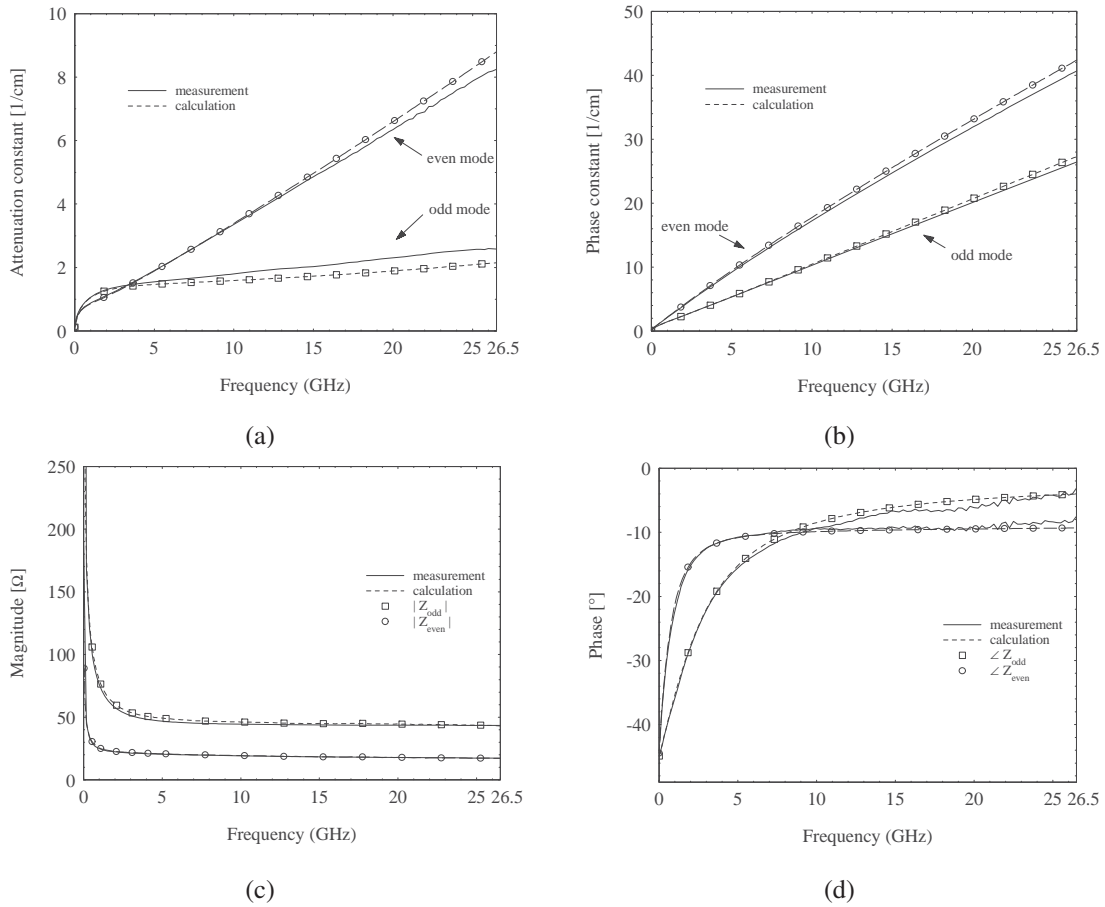 Attenuation constant [1/cm]
10
8
6
4
2
0
measurement
calculation
even mode
odd mode
0 5 10 15 20 25 26.5
Frequency (GHz)
(a)
Phase constant [1/cm]
50
40
30
20
10
0
measurement
calculation
even mode
odd mode
0 5 10 15 20 25 26.5
Frequency (GHz)
(b)
Magnitude [Ω]
250
200
150
100
50
0
measurement
calculation
| Z_odd |
| Z_even |
0 5 10 15 20 25 26.5
Frequency (GHz)
(c)
Phase [°]
0
-10
-20
-30
-40
measurement
calculation
∠ Z_odd
∠ Z_even
0 5 10 15 20 25 26.5
Frequency (GHz)
(d)